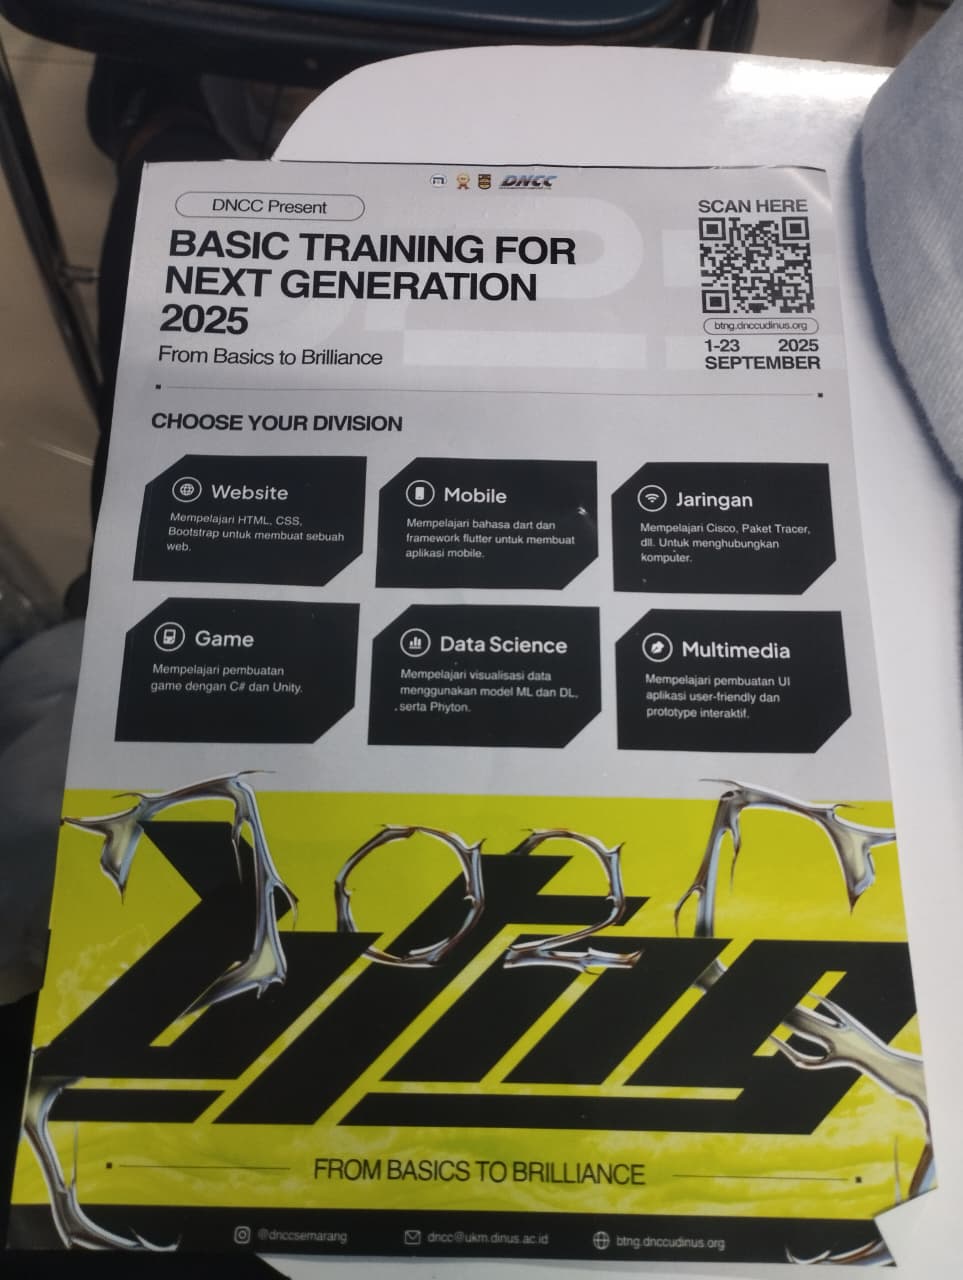 DNCC
DNCC Present
BASIC TRAINING FOR
NEXT GENERATION
2025
From Basics to Brilliance
SCAN HERE
btng.dnccudinus.org
1-23 2025
SEPTEMBER
CHOOSE YOUR DIVISION
Website
Mempelajari HTML, CSS,
Bootstrap untuk membuat sebuah
web.
Mobile
Mempelajari bahasa dart dan
framework flutter untuk membuat
aplikasi mobile.
Jaringan
Mempelajari Cisco, Paket Tracer,
dll. Untuk menghubungkan
komputer.
Game
Mempelajari pembuatan
game dengan C# dan Unity.
Data Science
Mempelajari visualisasi data
menggunakan model ML dan DL,
serta Phyton.
Multimedia
Mempelajari pembuatan UI
aplikasi user-friendly dan
prototype interaktif.
btng
FROM BASICS TO BRILLIANCE
@dnccsemarang
dncc@ukm.dinus.ac.id
btng.dnccudinus.org